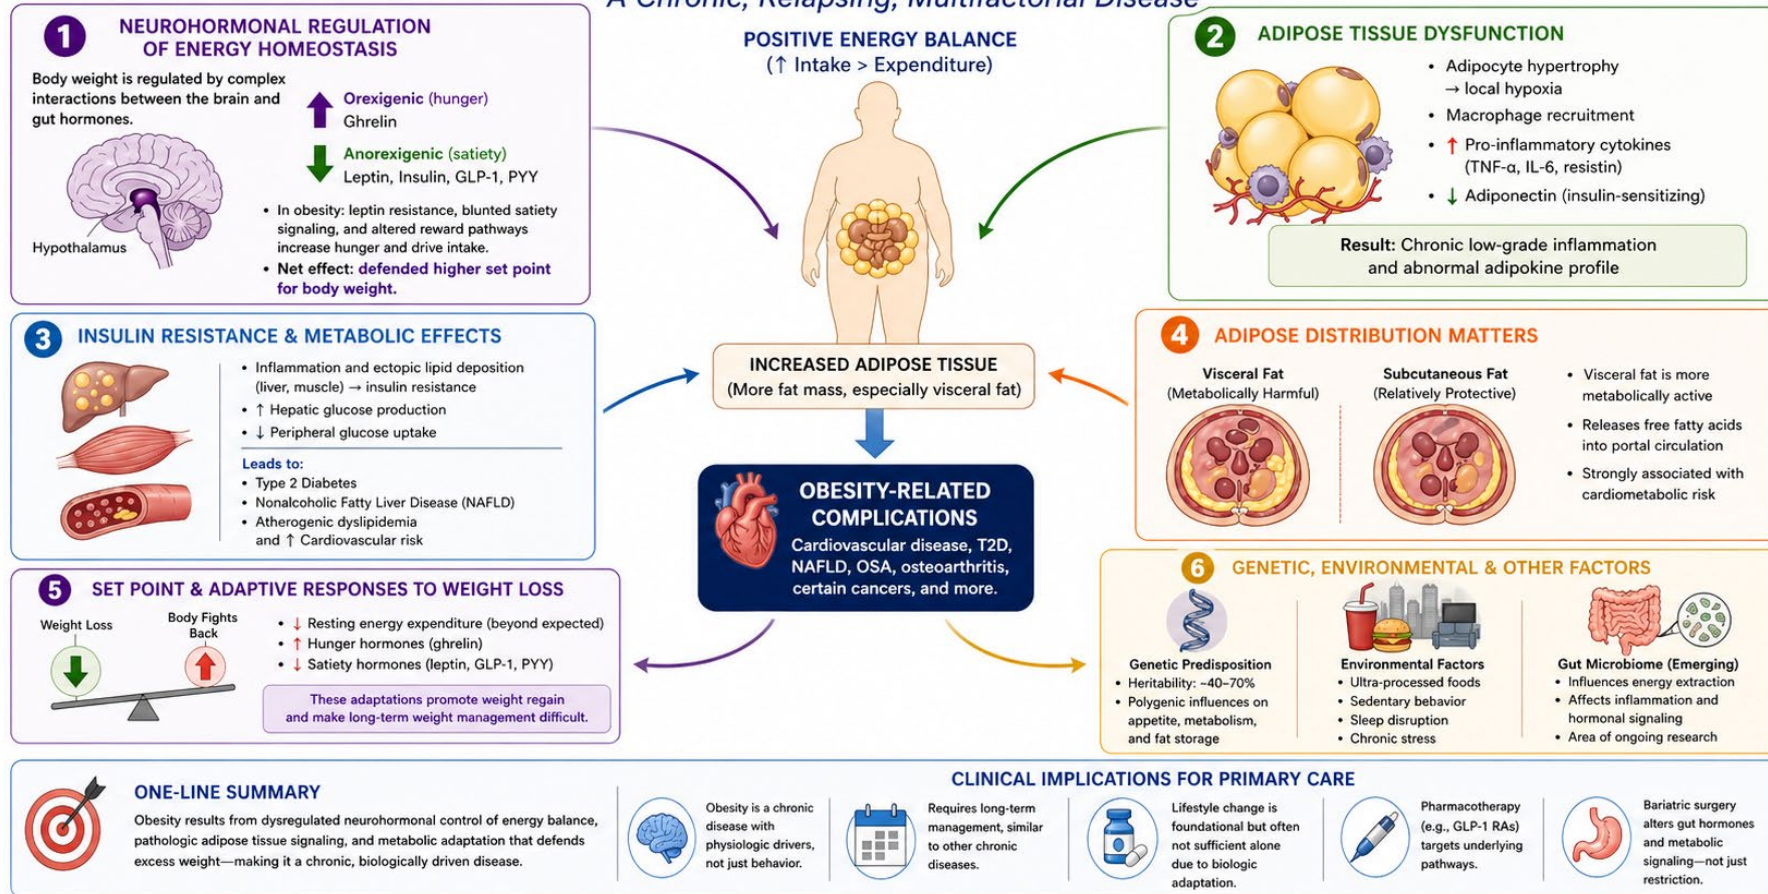 A Chronic, Relapsing, Multifactorial Disease
1
NEUROHORMONAL REGULATION
OF ENERGY HOMEOSTASIS
Body weight is regulated by complex
interactions between the brain and
gut hormones.
Hypothalamus
Orexigenic (hunger)
Ghrelin
Anorexigenic (satiety)
Leptin, Insulin, GLP-1, PYY
• In obesity: leptin resistance, blunted satiety
signaling, and altered reward pathways
increase hunger and drive intake.
• Net effect: defended higher set point
for body weight.
POSITIVE ENERGY BALANCE
(↑ Intake > Expenditure)
2
ADIPOSE TISSUE DYSFUNCTION
• Adipocyte hypertrophy
→ local hypoxia
• Macrophage recruitment
• ↑ Pro-inflammatory cytokines
(TNF-α, IL-6, resistin)
• ↓ Adiponectin (insulin-sensitizing)
Result: Chronic low-grade inflammation
and abnormal adipokine profile
3
INSULIN RESISTANCE & METABOLIC EFFECTS
• Inflammation and ectopic lipid deposition
(liver, muscle) → insulin resistance
• ↑ Hepatic glucose production
• ↓ Peripheral glucose uptake
Leads to:
• Type 2 Diabetes
• Nonalcoholic Fatty Liver Disease (NAFLD)
• Atherogenic dyslipidemia
and ↑ Cardiovascular risk
INCREASED ADIPOSE TISSUE
(More fat mass, especially visceral fat)
OBESITY-RELATED
COMPLICATIONS
Cardiovascular disease, T2D,
NAFLD, OSA, osteoarthritis,
certain cancers, and more.
4
ADIPOSE DISTRIBUTION MATTERS
Visceral Fat
(Metabolically Harmful)
Subcutaneous Fat
(Relatively Protective)
• Visceral fat is more
metabolically active
• Releases free fatty acids
into portal circulation
• Strongly associated with
cardiometabolic risk
5
SET POINT & ADAPTIVE RESPONSES TO WEIGHT LOSS
Weight Loss
Body Fights
Back
• ↓ Resting energy expenditure (beyond expected)
• ↑ Hunger hormones (ghrelin)
• ↓ Satiety hormones (leptin, GLP-1, PYY)
These adaptations promote weight regain
and make long-term weight management difficult.
6
GENETIC, ENVIRONMENTAL & OTHER FACTORS
Genetic Predisposition
• Heritability: ~40–70%
• Polygenic influences on
appetite, metabolism,
and fat storage
Environmental Factors
• Ultra-processed foods
• Sedentary behavior
• Sleep disruption
• Chronic stress
Gut Microbiome (Emerging)
• Influences energy extraction
• Affects inflammation and
hormonal signaling
• Area of ongoing research
ONE-LINE SUMMARY
Obesity results from dysregulated neurohormonal control of energy balance,
pathologic adipose tissue signaling, and metabolic adaptation that defends
excess weight—making it a chronic, biologically driven disease.
CLINICAL IMPLICATIONS FOR PRIMARY CARE
Obesity is a chronic
disease with
physiologic drivers,
not just behavior.
Requires long-term
management, similar
to other chronic
diseases.
Lifestyle change is
foundational but often
not sufficient alone
due to biologic
adaptation.
Pharmacotherapy
(e.g., GLP-1 RAs)
targets underlying
pathways.
Bariatric surgery
alters gut hormones
and metabolic
signaling—not just
restriction.